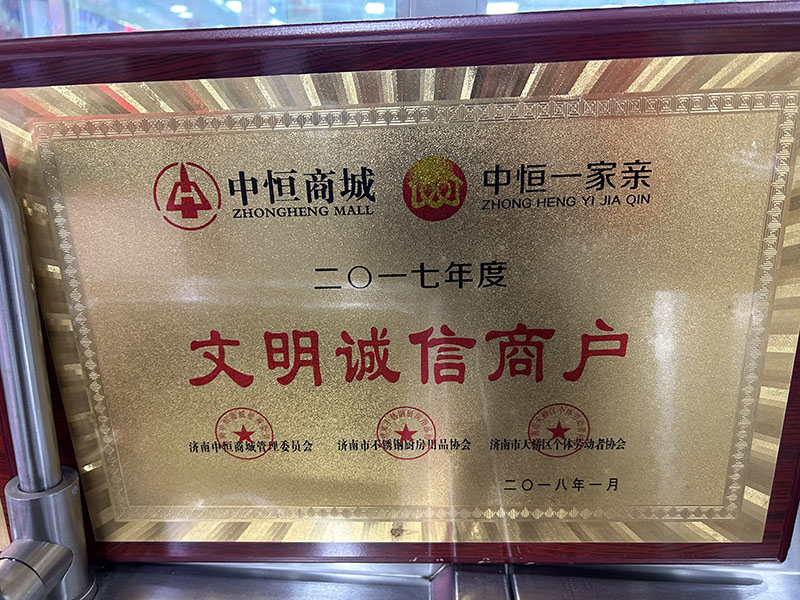 中恒商城 中恒一家亲
ZHONGHENG MALL ZHONG HENG YI JIA QIN
二〇一七年度
文明诚信商户
济南中恒商城管理委员会 济南市不锈钢厨房用品协会 济南市天桥区个体劳动者协会
二〇一八年一月